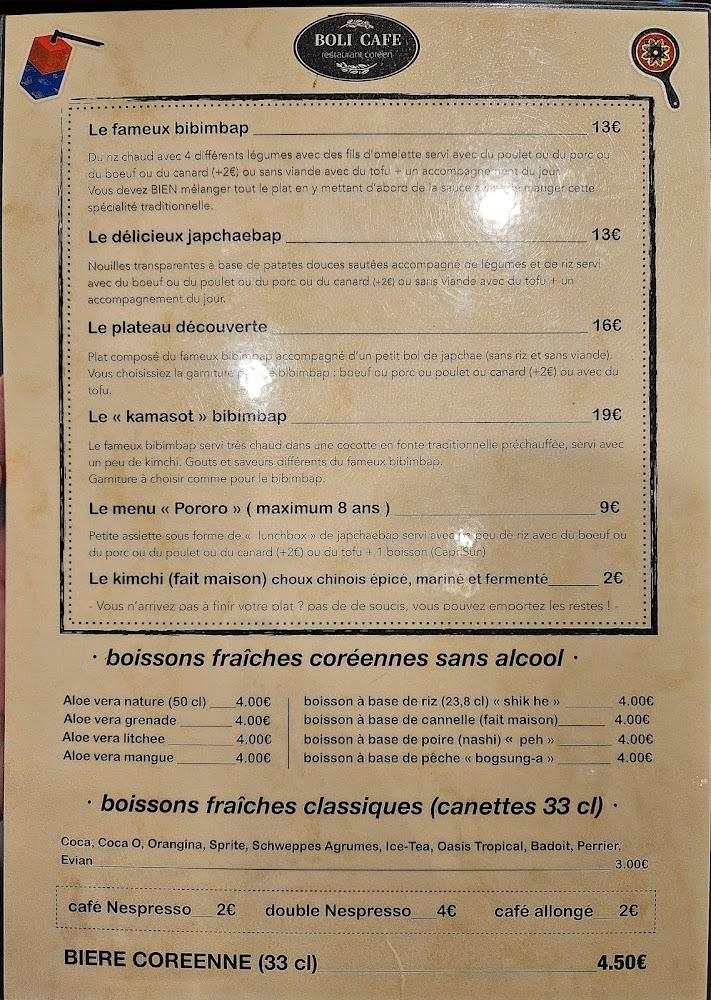 BOLI CAFE
restaurant coréen
Le fameux bibimbap 13€
Du riz chaud avec 4 différents légumes avec des fils d'omelette servi avec du poulet ou du porc ou
du boeuf ou du canard (+2€) ou sans viande avec du tofu + un accompagnement du jour.
Vous devez BIEN mélanger tout le plat en y mettant d'abord de la sauce manger cette
spécialité traditionnelle.
Le délicieux japchaebap 13€
Nouilles transparentes à base de patates douces sautées accompagné de légumes et de riz servi
avec du boeuf ou du poulet ou du porc ou du canard (+2€) ou sans viande avec du tofu + un
accompagnement du jour.
Le plateau découverte 16€
Plat composé du fameux bibimbap accompagné d'un petit bol de japchae (sans riz et sans viande).
Vous choisissiez la garniture bibimbap : boeuf ou porc ou poulet ou canard (+2€) ou avec du
tofu.
Le « kamasot » bibimbap 19€
Le fameux bibimbap servi très chaud dans une cocotte en fonte traditionnelle préchauffée, servi avec
un peu de kimchi. Gouts et saveurs différents du fameux bibimbap.
Garniture à choisir comme pour le bibimbap.
Le menu « Pororo » ( maximum 8 ans ) 9€
Petite assiette sous forme de « lunchbox » de japchaebap servi avec un peu de riz avec du boeuf ou
du porc ou du poulet ou du canard (+2€) ou du tofu + 1 boisson (CapriSun)
Le kimchi (fait maison) choux chinois épicé, mariné et fermenté 2€
- Vous n'arrivez pas à finir votre plat ? pas de de soucis, vous pouvez emportez les restes ! -
· boissons fraîches coréennes sans alcool ·
Aloe vera nature (50 cl) 4.00€
Aloe vera grenade 4.00€
Aloe vera litchee 4.00€
Aloe vera mangue 4.00€
boisson à base de riz (23,8 cl) « shik he » 4.00€
boisson à base de cannelle (fait maison) 4.00€
boisson à base de poire (nashi) « peh » 4.00€
boisson à base de pêche « bogsung-a » 4.00€
· boissons fraîches classiques (canettes 33 cl) ·
Coca, Coca O, Orangina, Sprite, Schweppes Agrumes, Ice-Tea, Oasis Tropical, Badoit, Perrier,
Evian 3.00€
café Nespresso 2€ double Nespresso 4€ café allongé 2€
BIERE COREENNE (33 cl) 4.50€